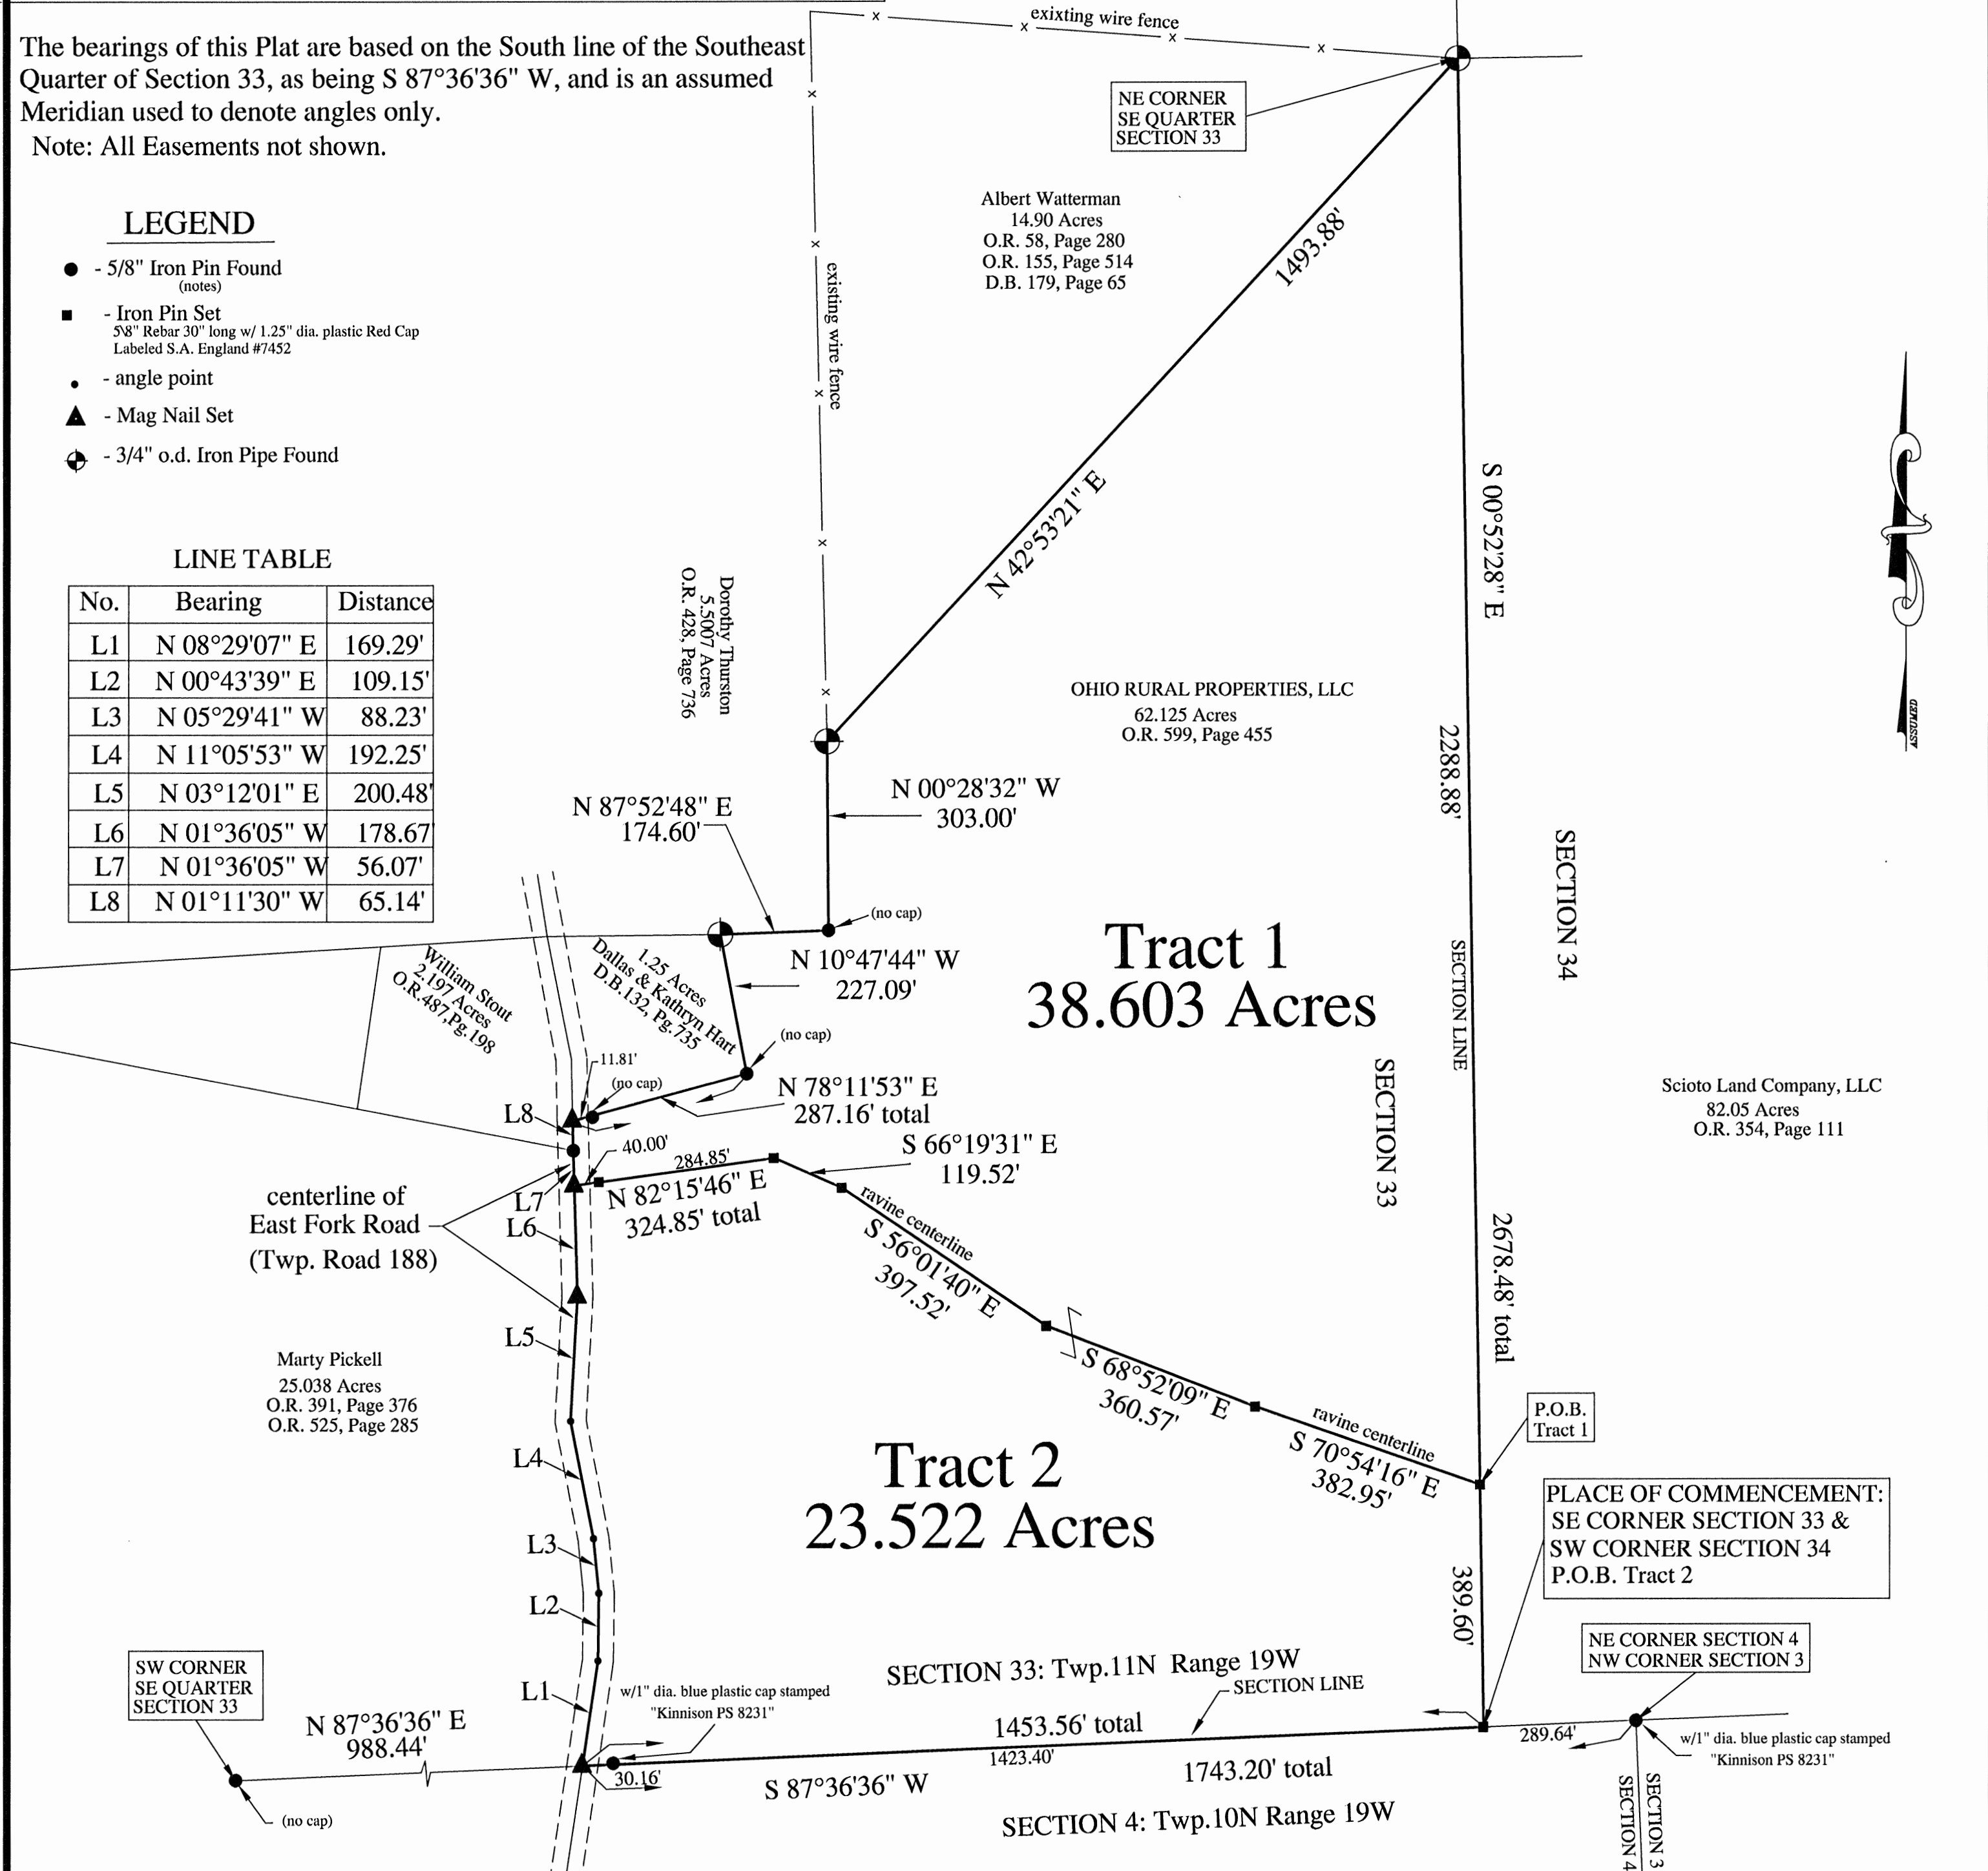 The bearings of this Plat are based on the South line of the Southeast
Quarter of Section 33, as being S 87°36'36" W, and is an assumed
Meridian used to denote angles only.
Note: All Easements not shown.
LEGEND
- 5/8" Iron Pin Found
(notes)
- Iron Pin Set
5\8" Rebar 30" long w/ 1.25" dia. plastic Red Cap
Labeled S.A. England #7452
- angle point
- Mag Nail Set
- 3/4" o.d. Iron Pipe Found
LINE TABLE
No. Bearing Distance
L1 N 08°29'07" E 169.29'
L2 N 00°43'39" E 109.15'
L3 N 05°29'41" W 88.23'
L4 N 11°05'53" W 192.25'
L5 N 03°12'01" E 200.48'
L6 N 01°36'05" W 178.67'
L7 N 01°36'05" W 56.07'
L8 N 01°11'30" W 65.14'
exixting wire fence
NE CORNER
SE QUARTER
SECTION 33
Albert Watterman
14.90 Acres
O.R. 58, Page 280
O.R. 155, Page 514
D.B. 179, Page 65
existing wire fence
1493.88'
N 42°53'21" E
S 00°52'28" E
2288.88'
ASSUMED
Dorothy Thurston
5.5007 Acres
O.R. 428, Page 736
OHIO RURAL PROPERTIES, LLC
62.125 Acres
O.R. 599, Page 455
N 00°28'32" W
303.00'
N 87°52'48" E
174.60'
(no cap)
N 10°47'44" W
227.09'
Tract 1
38.603 Acres
SECTION LINE
SECTION 34
SECTION 33
William Stout
2.197 Acres
O.R.487,Pg.198
1.25 Acres
Dallas & Kathryn Hart
D.B.132, Pg.735
(no cap)
11.81'
(no cap)
N 78°11'53" E
287.16' total
L8
40.00'
284.85'
N 82°15'46" E
324.85' total
S 66°19'31" E
119.52'
L7
L6
centerline of
East Fork Road
(Twp. Road 188)
ravine centerline
S 56°01'40" E
397.52'
Scioto Land Company, LLC
82.05 Acres
O.R. 354, Page 111
2678.48' total
L5
Marty Pickell
25.038 Acres
O.R. 391, Page 376
O.R. 525, Page 285
S 68°52'09" E
360.57'
ravine centerline
S 70°54'16" E
382.95'
P.O.B.
Tract 1
L4
Tract 2
23.522 Acres
PLACE OF COMMENCEMENT:
SE CORNER SECTION 33 &
SW CORNER SECTION 34
P.O.B. Tract 2
L3
L2
389.60'
L1
SW CORNER
SE QUARTER
SECTION 33
N 87°36'36" E
988.44'
(no cap)
w/1" dia. blue plastic cap stamped
"Kinnison PS 8231"
30.16'
SECTION 33: Twp.11N Range 19W
SECTION LINE
1453.56' total
1423.40'
S 87°36'36" W
1743.20' total
SECTION 4: Twp.10N Range 19W
NE CORNER SECTION 4
NW CORNER SECTION 3
289.64'
w/1" dia. blue plastic cap stamped
"Kinnison PS 8231"
SECTION 3
SECTION 4